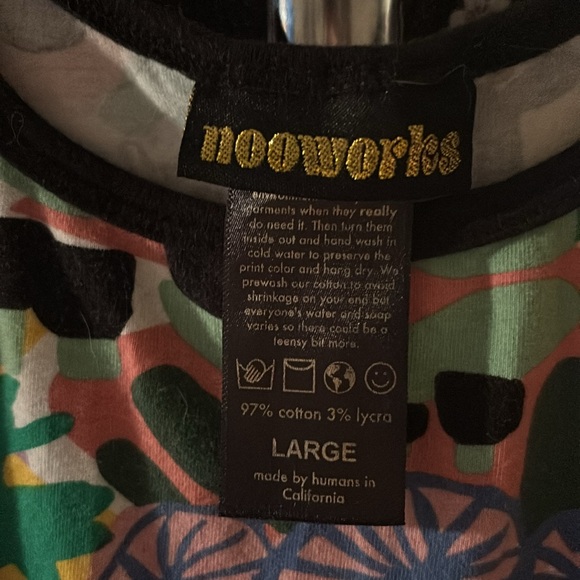 nooworks
garments when they really
do need it. Then turn them
inside out and hand wash in
cold water to preserve the
print color and hang dry. We
prewash our cotton to avoid
shrinkage on your end but
everyone's water and soap
varies so there could be a
teensy bit more.
97% cotton 3% lycra
LARGE
made by humans in
California